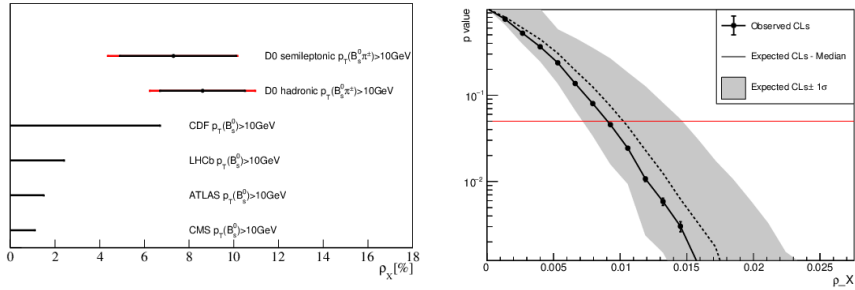 D0 semileptonic p_T(B_s^0π^±)>10GeV
D0 hadronic p_T(B_s^0π^±)>10GeV
CDF p_T(B_s^0)>10GeV
LHCb p_T(B_s^0)>10GeV
ATLAS p_T(B_s^0)>10GeV
CMS p_T(B_s^0)>10GeV
0 2 4 6 8 10 12 14 16 18
ρ_X[%]
p value
1
Observed CLs
Expected CLs - Median
Expected CLs± 1σ
10^-1
10^-2
0 0.005 0.01 0.015 0.02 0.025
ρ_X